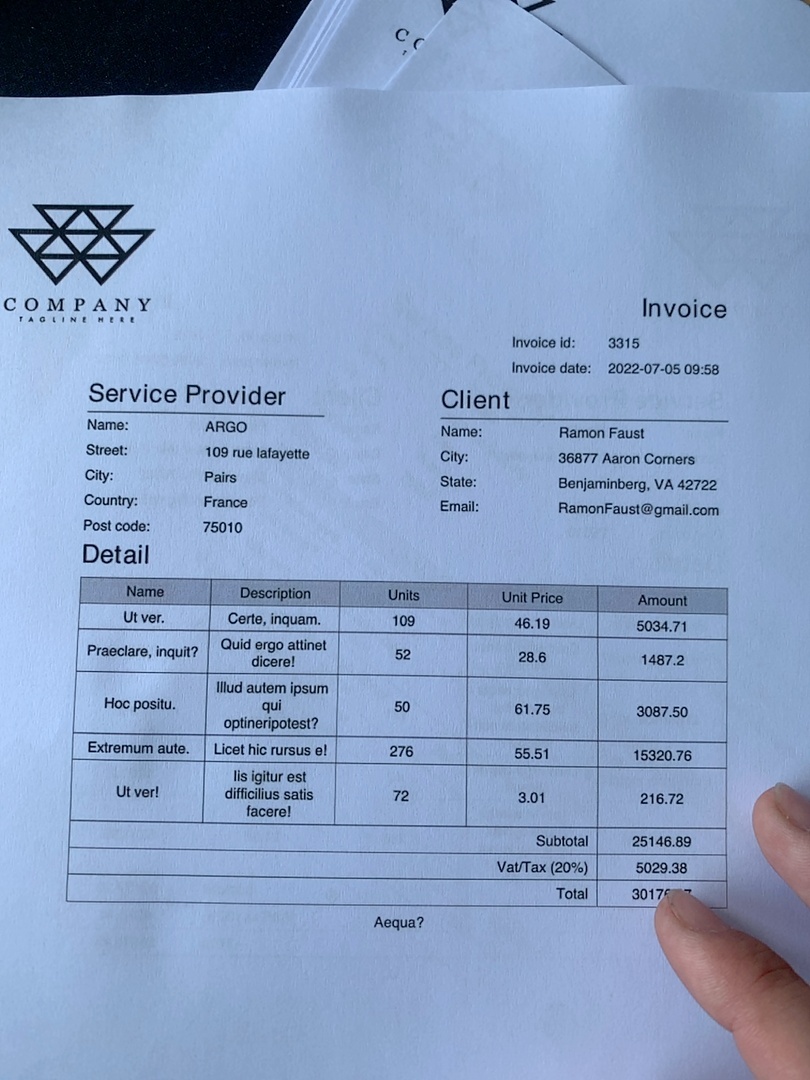 C O
COMPANY
TAGLINE HERE
Invoice
Invoice id: 3315
Invoice date: 2022-07-05 09:58
Service Provider
Name: ARGO
Street: 109 rue lafayette
City: Pairs
Country: France
Post code: 75010
Client
Name: Ramon Faust
City: 36877 Aaron Corners
State: Benjaminberg, VA 42722
Email: RamonFaust@gmail.com
Detail
Name Description Units Unit Price Amount
Ut ver. Certe, inquam. 109 46.19 5034.71
Praeclare, inquit? Quid ergo attinet 52 28.6 1487.2
dicere!
Illud autem ipsum
Hoc positu. qui 50 61.75 3087.50
optineripotest?
Extremum aute. Licet hic rursus e! 276 55.51 15320.76
Iis igitur est
Ut ver! difficilius satis 72 3.01 216.72
facere!
Subtotal 25146.89
Vat/Tax (20%) 5029.38
Total
Aequa?